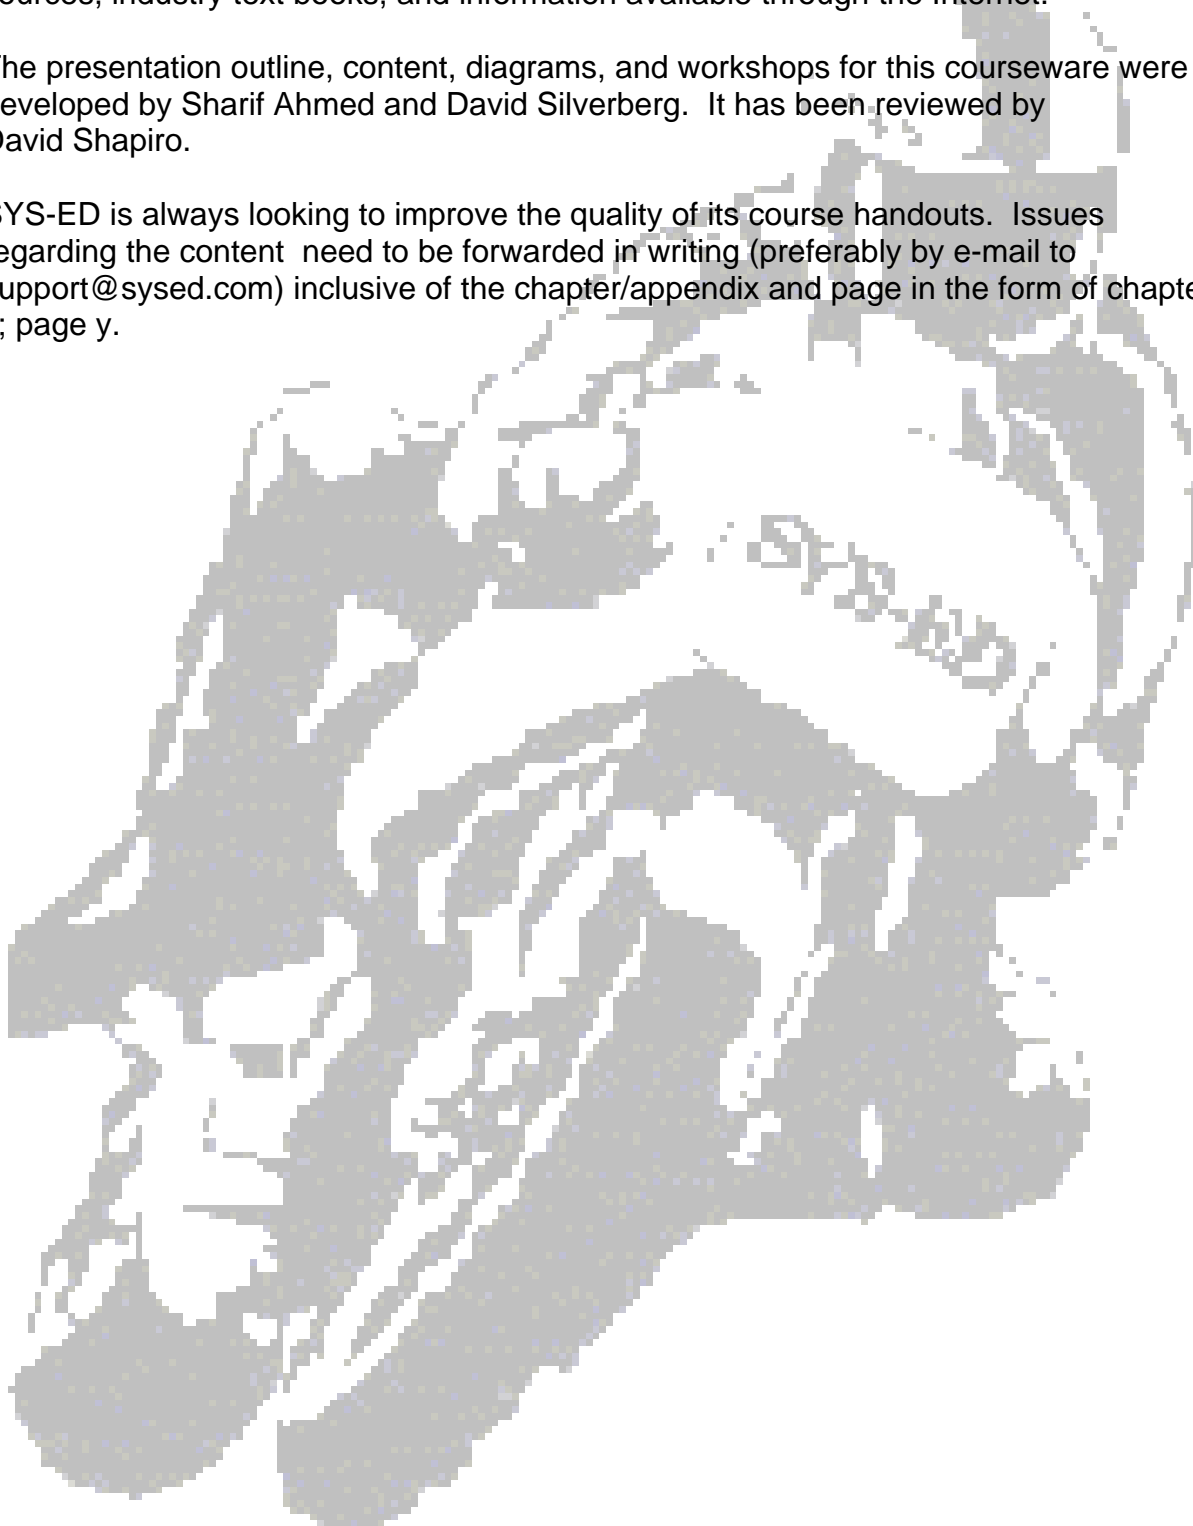 ources, industry text books, and information available through the Internet.
The presentation outline, content, diagrams, and workshops for this courseware were
eveloped by Sharif Ahmed and David Silverberg.  It has been reviewed by
David Shapiro.
SYS-ED is always looking to improve the quality of its course handouts.  Issues
egarding the content  need to be forwarded in writing (preferably by e-mail to
upport@sysed.com) inclusive of the chapter/appendix and page in the form of chapte
; page y.
SYS-ED